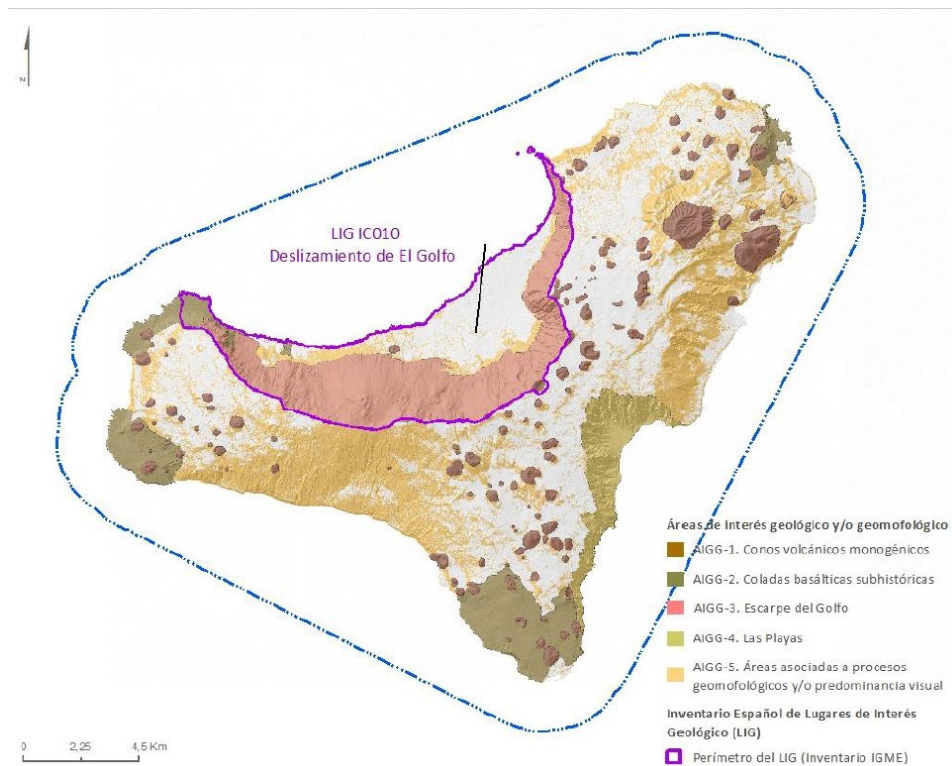 N
LIG IC010
Deslizamiento de El Golfo
Áreas de interés geológico y/o geomofológico
AIGG-1. Conos volcánicos monogénicos
AIGG-2. Coladas basálticas subhistóricas
AIGG-3. Escarpe del Golfo
AIGG-4. Las Playas
AIGG-5. Áreas asociadas a procesos
geomofológicos y/o predominancia visual
Inventario Español de Lugares de Interés
Geológico (LIG)
Perímetro del LIG (Inventario IGME)
0 2,25 4,5 Km